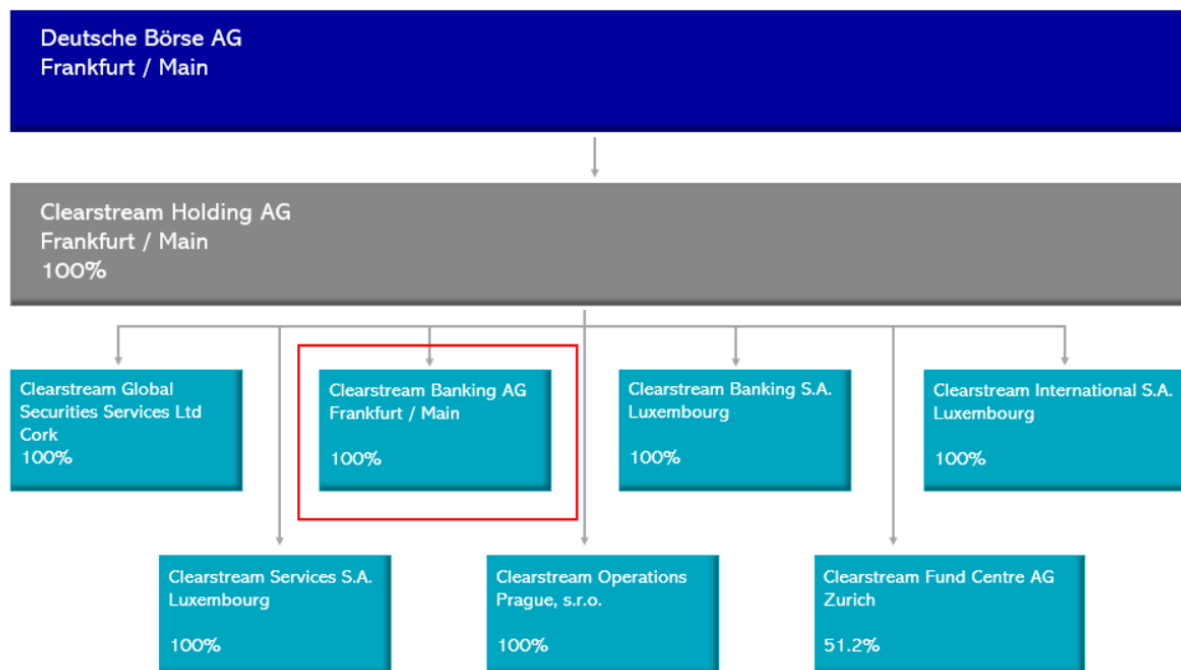 Deutsche Börse AG
Frankfurt / Main
Clearstream Holding AG
Frankfurt / Main
100%
Clearstream Global
Securities Services Ltd
Cork
100%
Clearstream Banking AG
Frankfurt / Main
100%
Clearstream Banking S.A.
Luxembourg
100%
Clearstream International S.A.
Luxembourg
100%
Clearstream Services S.A.
Luxembourg
100%
Clearstream Operations
Prague, s.r.o.
100%
Clearstream Fund Centre AG
Zurich
51.2%